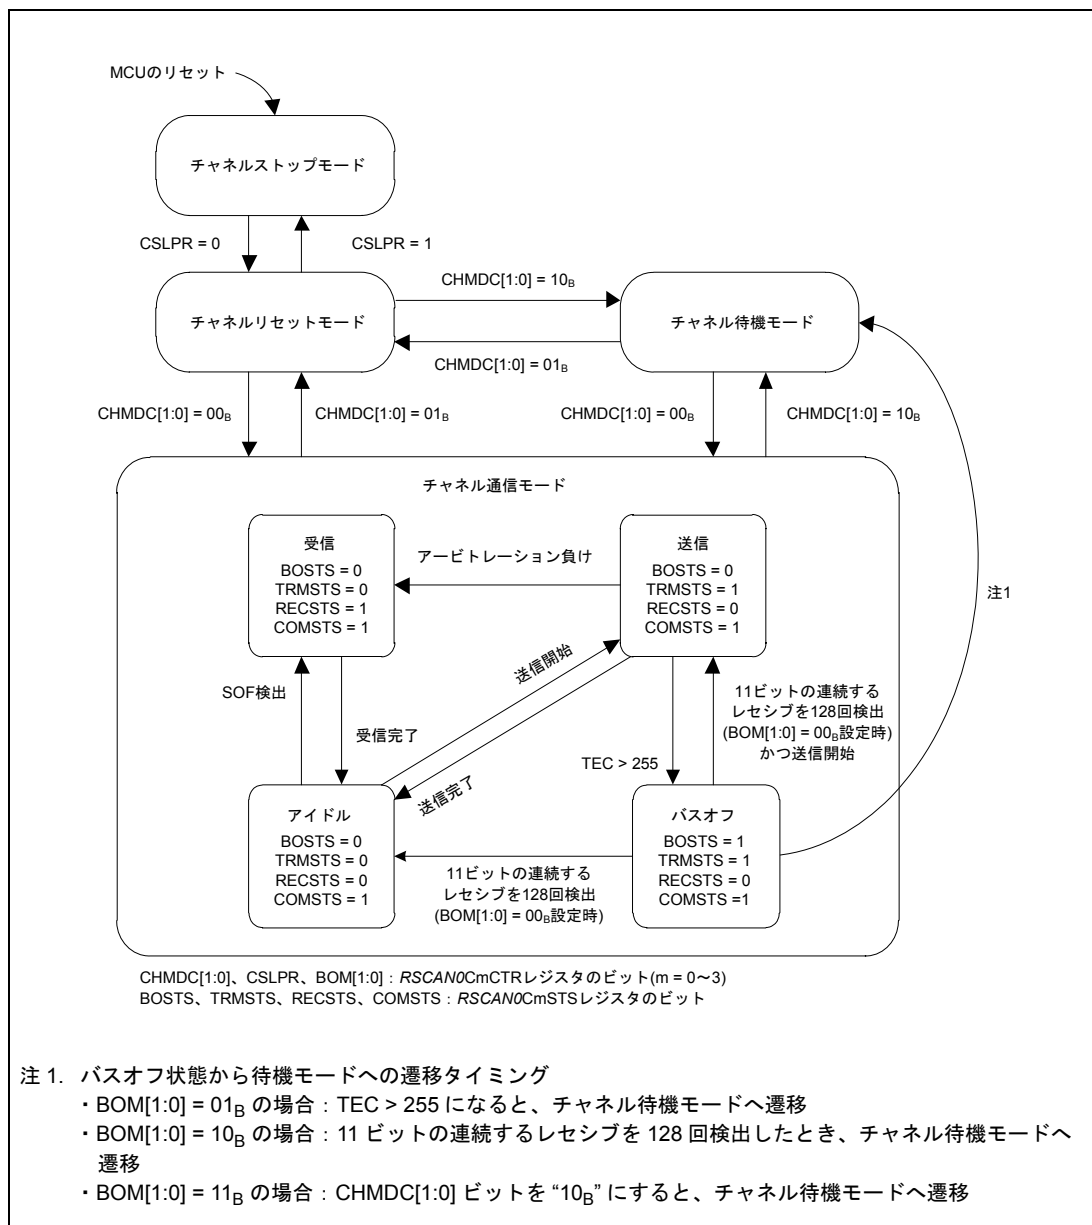 MCUのリセット
チャネルストップモード
CSLPR = 0
CSLPR = 1
CHMDC[1:0] = 10B
チャネルリセットモード
チャネル待機モード
CHMDC[1:0] = 01B
CHMDC[1:0] = 00B
CHMDC[1:0] = 01B
CHMDC[1:0] = 00B
CHMDC[1:0] = 10B
チャネル通信モード
受信
BOSTS = 0
TRMSTS = 0
RECSTS = 1
COMSTS = 1
アービトレーション負け
送信
BOSTS = 0
TRMSTS = 1
RECSTS = 0
COMSTS = 1
注1
SOF検出
受信完了
送信開始
送信完了
TEC > 255
11ビットの連続する
レセシブを128回検出
(BOM[1:0] = 00B設定時)
かつ送信開始
アイドル
BOSTS = 0
TRMSTS = 0
RECSTS = 0
COMSTS = 1
11ビットの連続する
レセシブを128回検出
(BOM[1:0] = 00B設定時)
バスオフ
BOSTS = 1
TRMSTS = 1
RECSTS = 0
COMSTS =1
CHMDC[1:0]、CSLPR、BOM[1:0]：RSCAN0CmCTRレジスタのビット(m = 0～3)
BOSTS、TRMSTS、RECSTS、COMSTS：RSCAN0CmSTSレジスタのビット
注 1. バスオフ状態から待機モードへの遷移タイミング
・BOM[1:0] = 01B の場合：TEC > 255 になると、チャネル待機モードへ遷移
・BOM[1:0] = 10B の場合：11 ビットの連続するレセシブを 128 回検出したとき、チャネル待機モードへ
遷移
・BOM[1:0] = 11B の場合：CHMDC[1:0] ビットを “10B” にすると、チャネル待機モードへ遷移